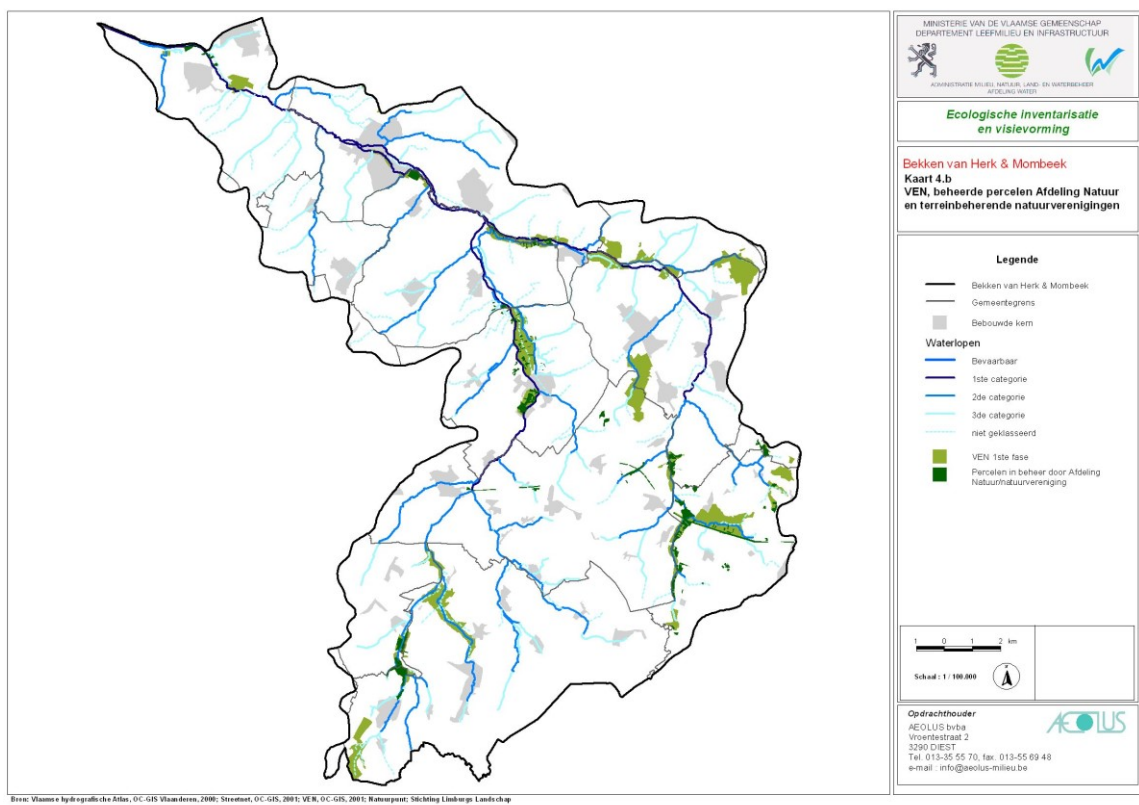 MINISTERIE VAN DE VLAAMSE GEMEENSCHAP
DEPARTEMENT LEEFMILIEU EN INFRASTRUCTUUR
ADMINISTRATIE MILIEU, NATUUR, LAND- EN WATERBEHEER
AFDELING WATER
Ecologische inventarisatie
en visievorming
Bekken van Herk & Mombeek
Kaart 4.b
VEN, beheerde percelen Afdeling Natuur
en terreinbeherende natuurverenigingen
Legende
Bekken van Herk & Mombeek
Gemeentegrens
Bebouwde kern
Waterlopen
Bevaarbaar
1ste categorie
2de categorie
3de categorie
niet geklasseerd
VEN 1ste fase
Percelen in beheer door Afdeling
Natuur/natuurvereniging
1 0 1 2 km
Schaal : 1 / 100.000
Opdrachthouder
AEOLUS bvba
Vroentestraat 2
3290 DIEST
Tel. 013-35 55 70, fax. 013-55 69 48
e-mail : info@aeolus-milieu.be
AEOLUS
Bron: Vlaamse hydrografische Atlas, OC-GIS Vlaanderen, 2000; Streetnet, OC-GIS, 2001; VEN, OC-GIS, 2001; Natuurpunt; Stichting Limburgs Landschap